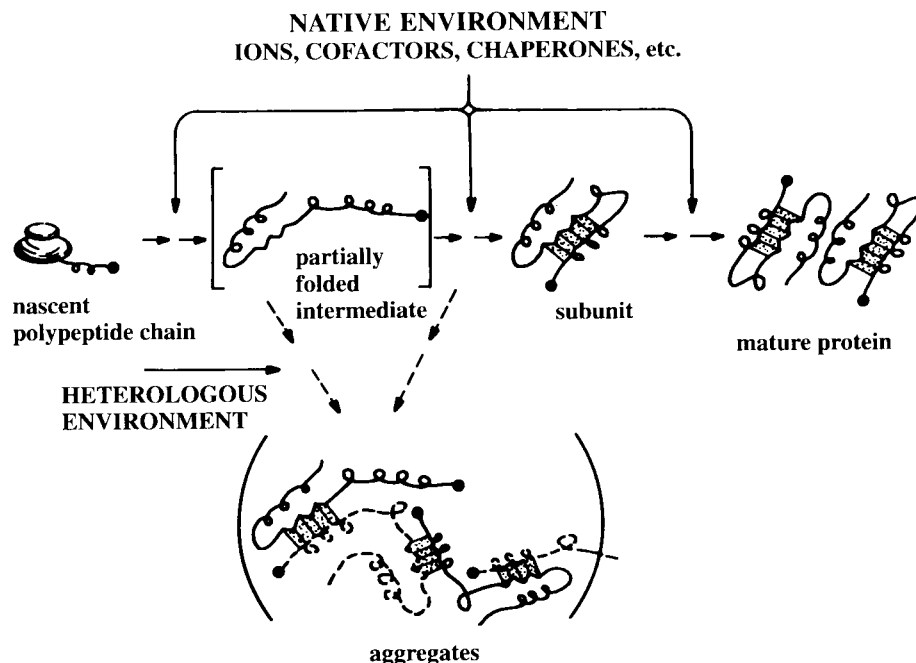 NATIVE ENVIRONMENT
IONS, COFACTORS, CHAPERONES, etc.
nascent
polypeptide chain
partially
folded
intermediate
subunit
mature protein
HETEROLOGOUS
ENVIRONMENT
aggregates